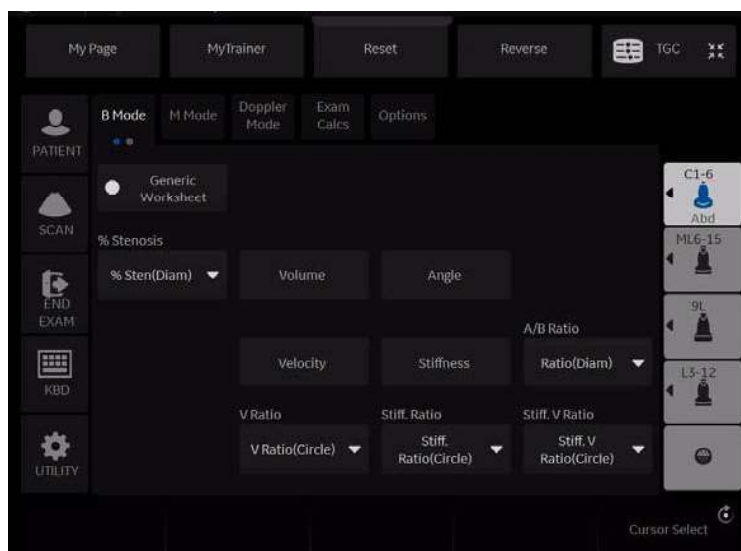 My Page
MyTrainer
Reset
Reverse
TGC
PATIENT
SCAN
END
EXAM
KBD
UTILITY
B Mode
M Mode
Doppler
Mode
Exam
Calcs
Options
Generic
Worksheet
% Stenosis
% Sten(Diam)
Volume
Angle
A/B Ratio
Velocity
Stiffness
Ratio(Diam)
V Ratio
Stiff. Ratio
Stiff. V Ratio
V Ratio(Circle)
Stiff.
Ratio(Circle)
Stiff. V
Ratio(Circle)
C1-6
Abd
ML6-15
9L
L3-12
Cursor Select